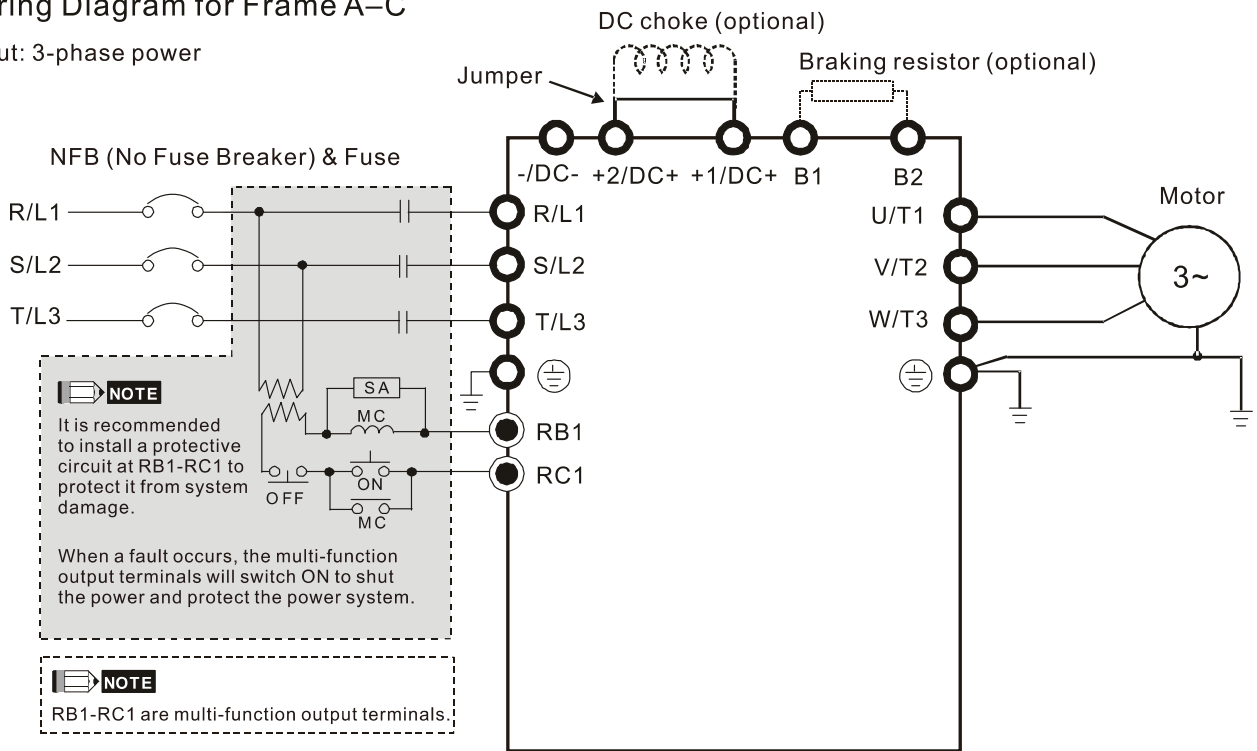 ring Diagram for Frame A–C
ut: 3-phase power
DC choke (optional)
Jumper
Braking resistor (optional)
NFB (No Fuse Breaker) & Fuse
-/DC- +2/DC+ +1/DC+ B1 B2
R/L1
S/L2
T/L3
R/L1
S/L2
T/L3
RB1
RC1
U/T1
V/T2
W/T3
Motor
3~
SA
MC
OFF
ON
MC
NOTE
It is recommended
to install a protective
circuit at RB1-RC1 to
protect it from system
damage.
When a fault occurs, the multi-function
output terminals will switch ON to shut
the power and protect the power system.
NOTE
RB1-RC1 are multi-function output terminals.